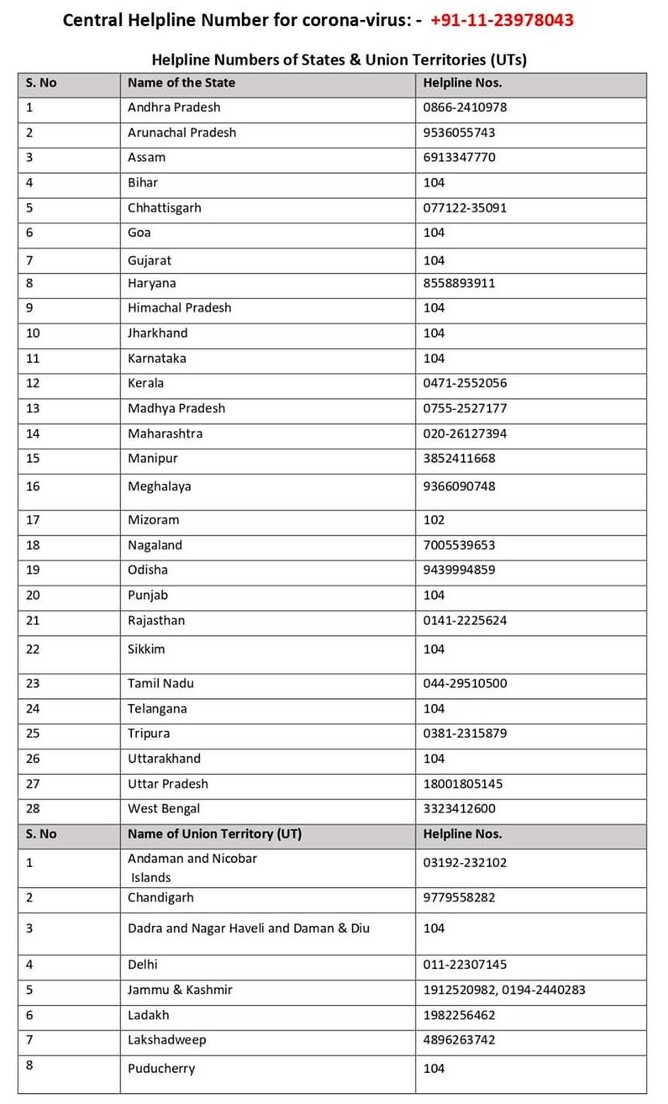 Central Helpline Number for corona-virus: - +91-11-23978043
Helpline Numbers of States & Union Territories (UTs)
S. No Name of the State Helpline Nos.
1 Andhra Pradesh 0866-2410978
2 Arunachal Pradesh 9536055743
3 Assam 6913347770
4 Bihar 104
5 Chhattisgarh 077122-35091
6 Goa 104
7 Gujarat 104
8 Haryana 8558893911
9 Himachal Pradesh 104
10 Jharkhand 104
11 Karnataka 104
12 Kerala 0471-2552056
13 Madhya Pradesh 0755-2527177
14 Maharashtra 020-26127394
15 Manipur 3852411668
16 Meghalaya 9366090748
17 Mizoram 102
18 Nagaland 7005539653
19 Odisha 9439994859
20 Punjab 104
21 Rajasthan 0141-2225624
22 Sikkim 104
23 Tamil Nadu 044-29510500
24 Telangana 104
25 Tripura 0381-2315879
26 Uttarakhand 104
27 Uttar Pradesh 18001805145
28 West Bengal 3323412600
S. No Name of Union Territory (UT) Helpline Nos.
1 Andaman and Nicobar 03192-232102
Islands
2 Chandigarh 9779558282
3 Dadra and Nagar Haveli and Daman & Diu 104
4 Delhi 011-22307145
5 Jammu & Kashmir 1912520982, 0194-2440283
6 Ladakh 1982256462
7 Lakshadweep 4896263742
8 Puducherry 104